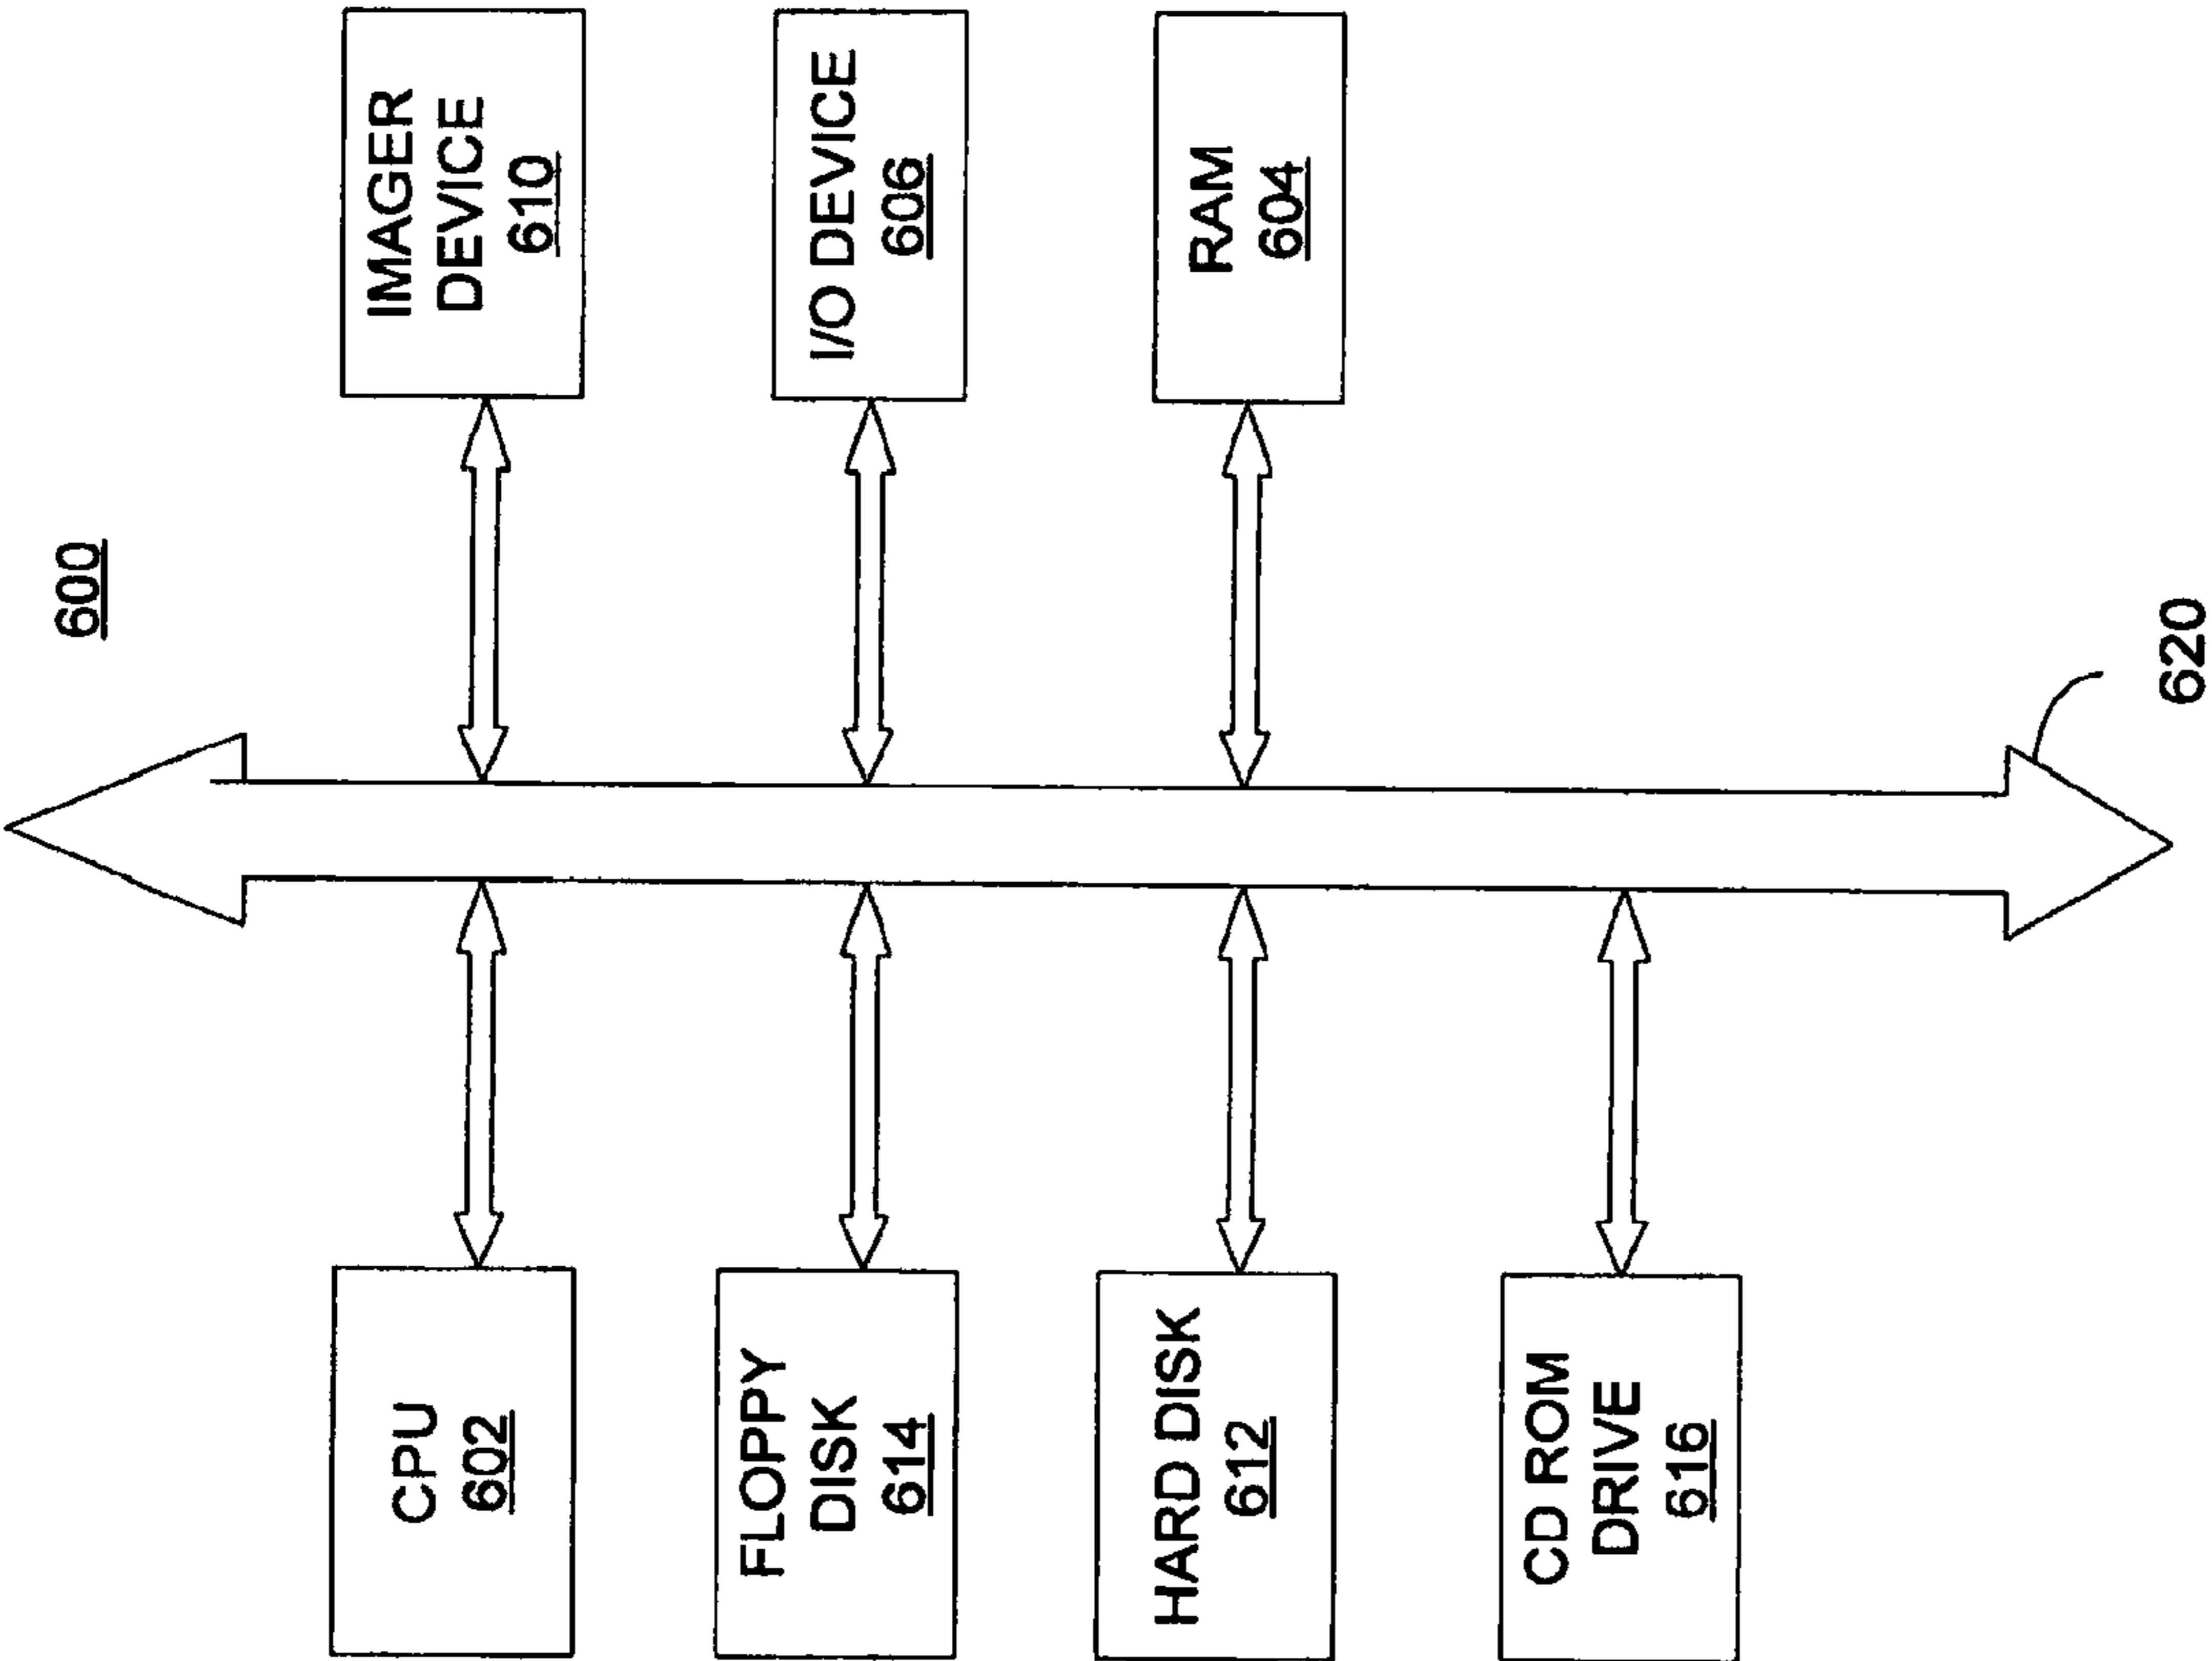 600
IMAGER
DEVICE
610
I/O DEVICE
606
RAM
604
CPU
602
FLOPPY
DISK
614
HARD DISK
612
CD ROM
DRIVE
616
620